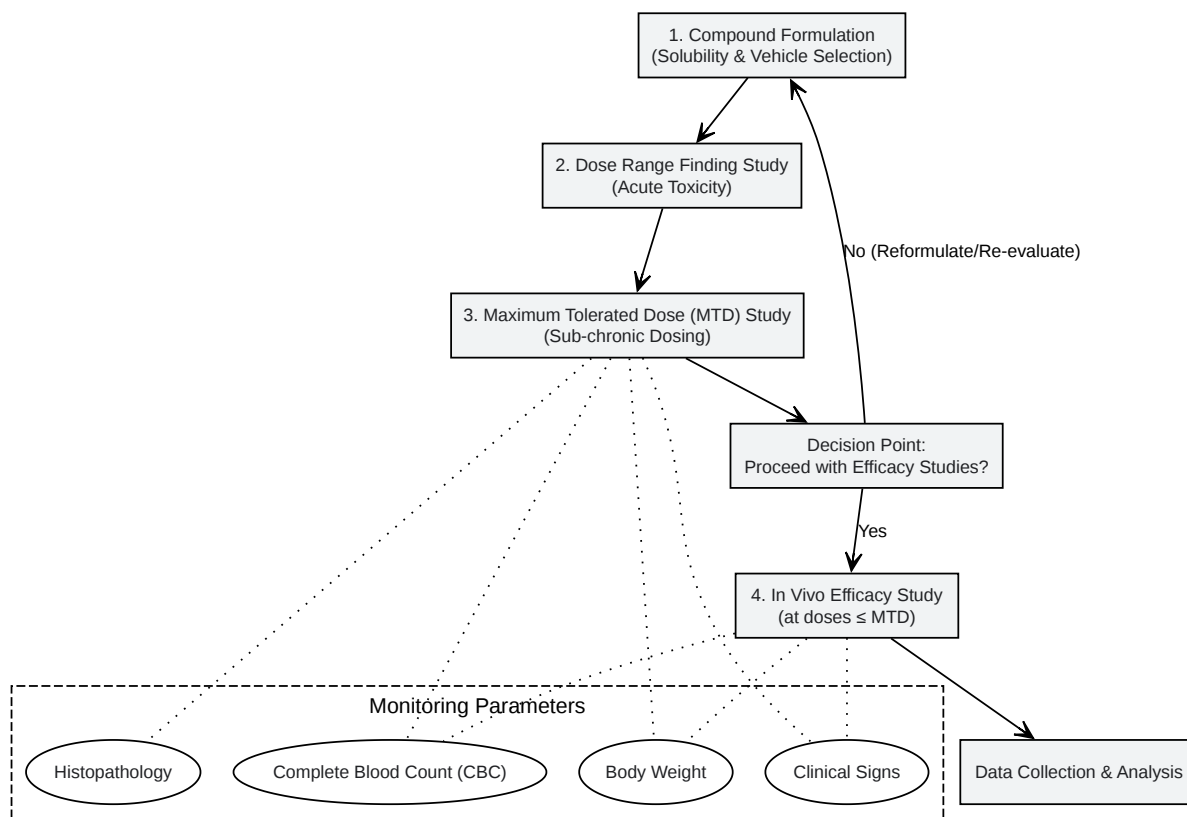 1. Compound Formulation
(Solubility & Vehicle Selection)
2. Dose Range Finding Study
(Acute Toxicity)
No (Reformulate/Re-evaluate)
3. Maximum Tolerated Dose (MTD) Study
(Sub-chronic Dosing)
Decision Point:
Proceed with Efficacy Studies?
Yes
4. In Vivo Efficacy Study
(at doses ≤ MTD)
Monitoring Parameters
Histopathology
Complete Blood Count (CBC)
Body Weight
Clinical Signs
Data Collection & Analysis